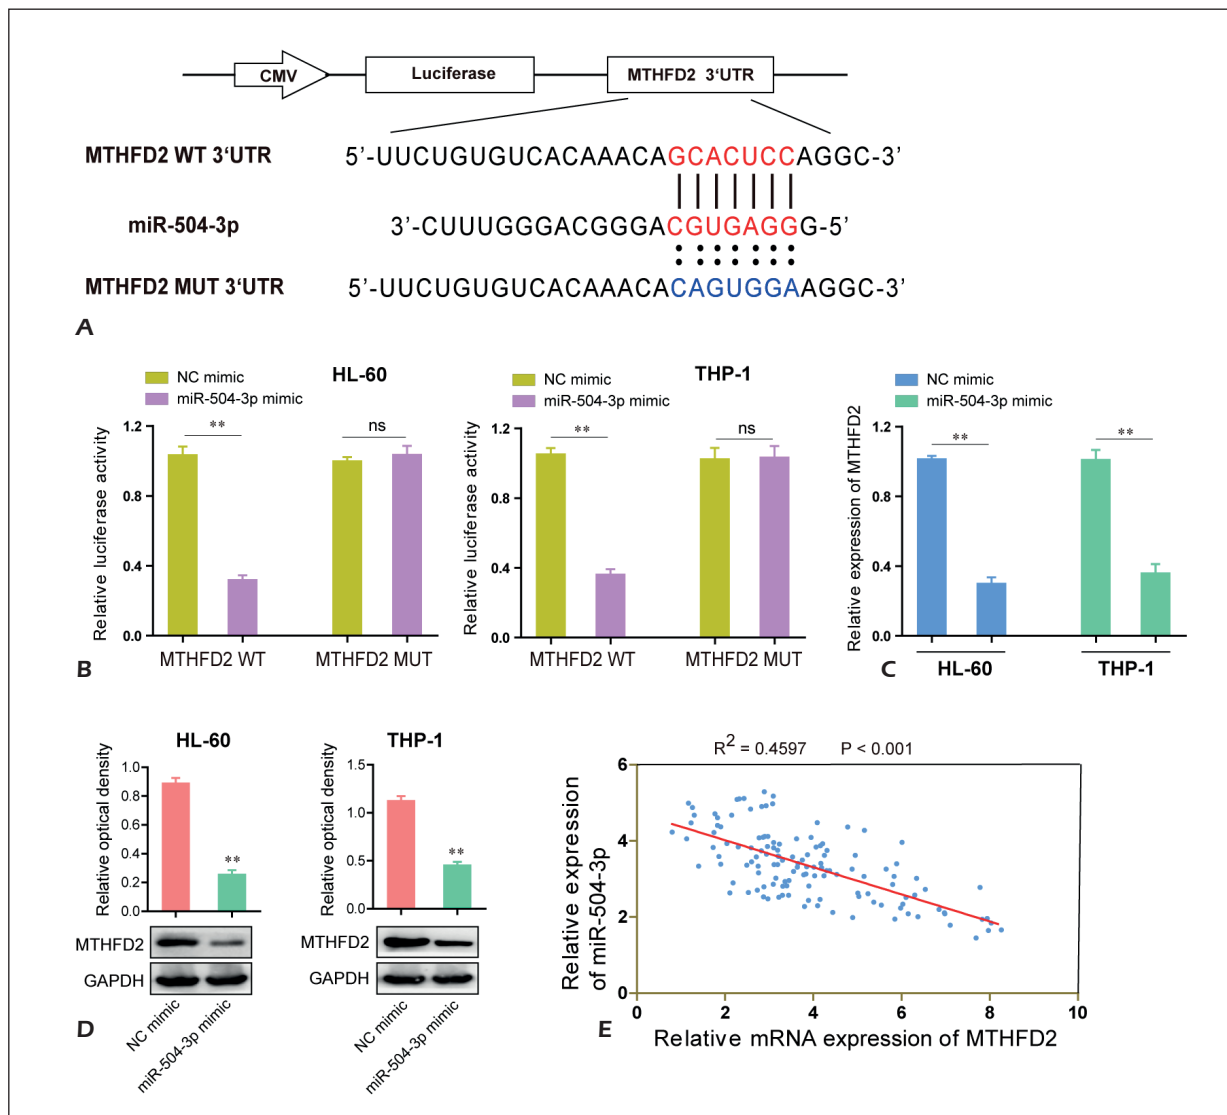 CMV Luciferase MTHFD2 3‘UTR
MTHFD2 WT 3‘UTR 5’-UUCUGUGUCACAAACAGCACUCCAGGC-3’
miR-504-3p 3’-CUUUGGGACGGGACGUGAGGG-5’
MTHFD2 MUT 3‘UTR 5’-UUCUGUGUCACAAACACAGUGGAAGGC-3’
A
HL-60
NC mimic
miR-504-3p mimic
Relative luciferase activity
1.2
0.8
0.4
0.0
** ns
MTHFD2 WT MTHFD2 MUT
B
THP-1
NC mimic
miR-504-3p mimic
Relative luciferase activity
1.2
0.8
0.4
0.0
** ns
MTHFD2 WT MTHFD2 MUT
NC mimic
miR-504-3p mimic
Relative expression of MTHFD2
1.2
0.8
0.4
0.0
** **
HL-60 THP-1
C
HL-60
Relative optical density
1.0
0.8
0.6
0.4
0.2
0.0
**
MTHFD2
GAPDH
NC mimic
miR-504-3p mimic
D
THP-1
Relative optical density
1.5
1.0
0.5
0.0
**
MTHFD2
GAPDH
NC mimic
miR-504-3p mimic
R2 = 0.4597 P < 0.001
Relative expression
of miR-504-3p
6
4
2
0
0 2 4 6 8 10
Relative mRNA expression of MTHFD2
E